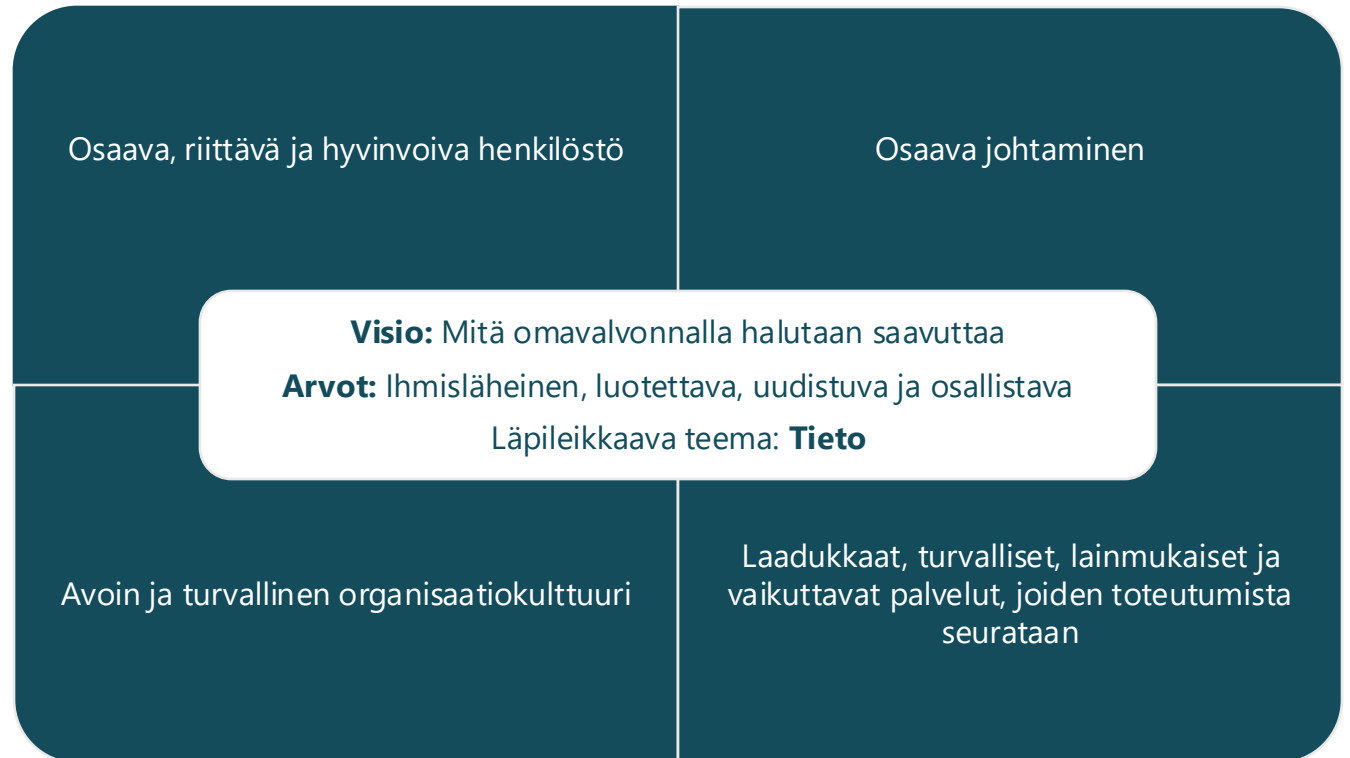 Osaava, riittävä ja hyvinvoiva henkilöstö
Osaava johtaminen
Visio: Mitä omavalvonnalla halutaan saavuttaa
Arvot: Ihmisläheinen, luotettava, uudistuva ja osallistava
Läpileikkaava teema: Tieto
Avoin ja turvallinen organisaatiokulttuuri
Laadukkaat, turvalliset, lainmukaiset ja
vaikuttavat palvelut, joiden toteutumista
seurataan